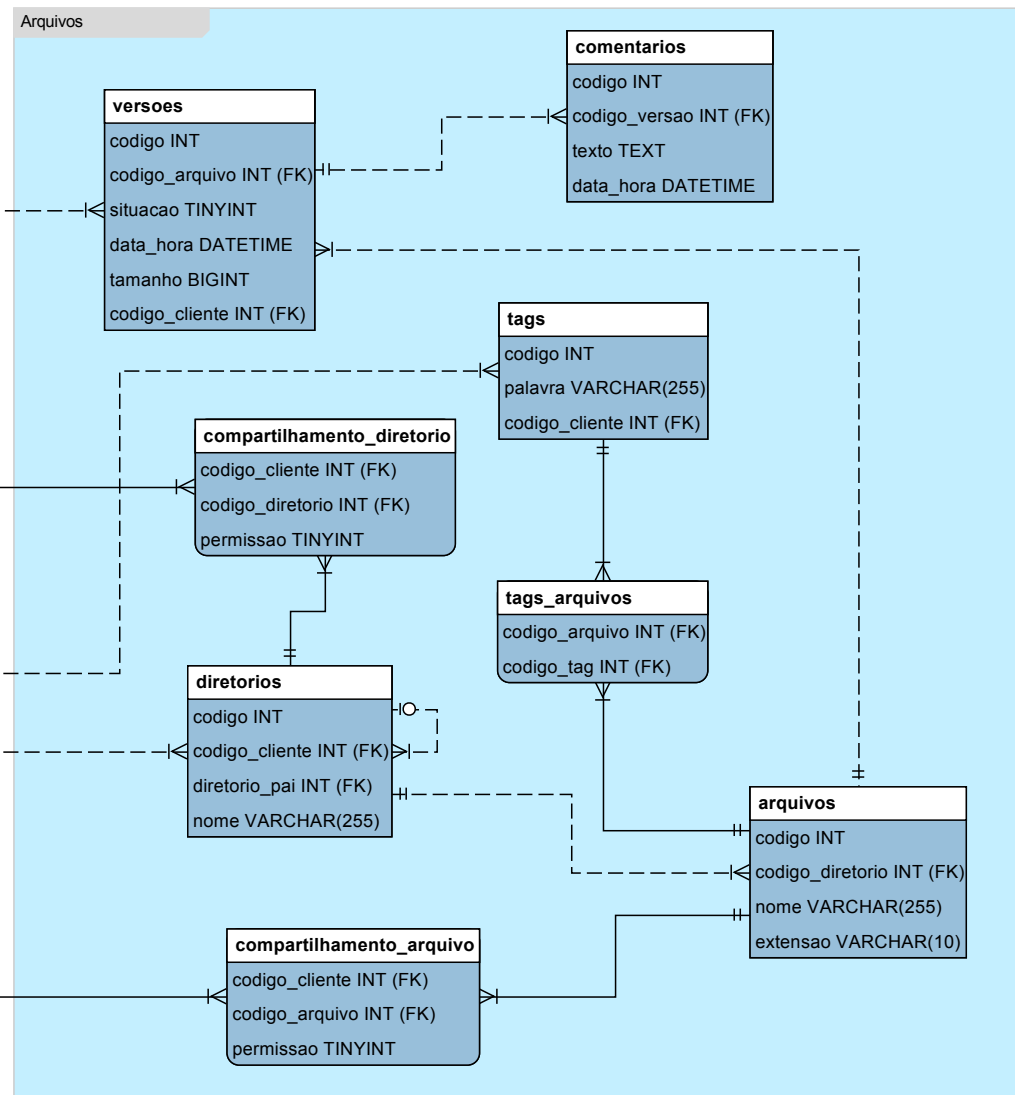 Arquivos
comentarios
codigo INT
codigo_versao INT (FK)
texto TEXT
data_hora DATETIME
versoes
codigo INT
codigo_arquivo INT (FK)
situacao TINYINT
data_hora DATETIME
tamanho BIGINT
codigo_cliente INT (FK)
tags
codigo INT
palavra VARCHAR(255)
codigo_cliente INT (FK)
compartilhamento_diretorio
codigo_cliente INT (FK)
codigo_diretorio INT (FK)
permissao TINYINT
tags_arquivos
codigo_arquivo INT (FK)
codigo_tag INT (FK)
diretorios
codigo INT
codigo_cliente INT (FK)
diretorio_pai INT (FK)
nome VARCHAR(255)
arquivos
codigo INT
codigo_diretorio INT (FK)
nome VARCHAR(255)
extensao VARCHAR(10)
compartilhamento_arquivo
codigo_cliente INT (FK)
codigo_arquivo INT (FK)
permissao TINYINT